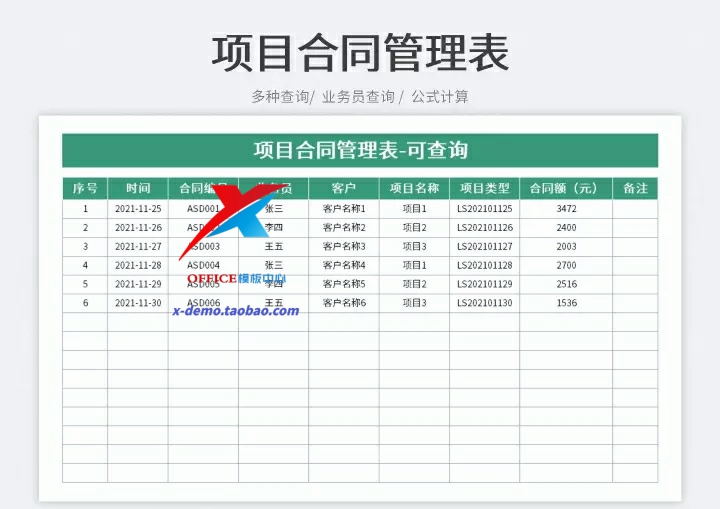 项目合同管理表
多种查询/ 业务员查询 / 公式计算
项目合同管理表-可查询
序号 时间 合同编号 业务员 客户 项目名称 项目类型 合同额（元） 备注
1 2021-11-25 ASD001 张三 客户名称1 项目1 LS202101125 3472
2 2021-11-26 李四 客户名称2 项目2 LS202101126 2400
3 2021-11-27 ASD003 王五 客户名称3 项目3 LS202101127 2003
4 2021-11-28 ASD004 张三 客户名称4 项目1 LS202101128 2700
OFFICE模板中心
5 2021-11-29 ASD005 李四 客户名称5 项目2 LS202101129 2516
6 2021-11-30 ASD006 王五 客户名称6 项目3 LS202101130 1536
x-demo.taobao.com